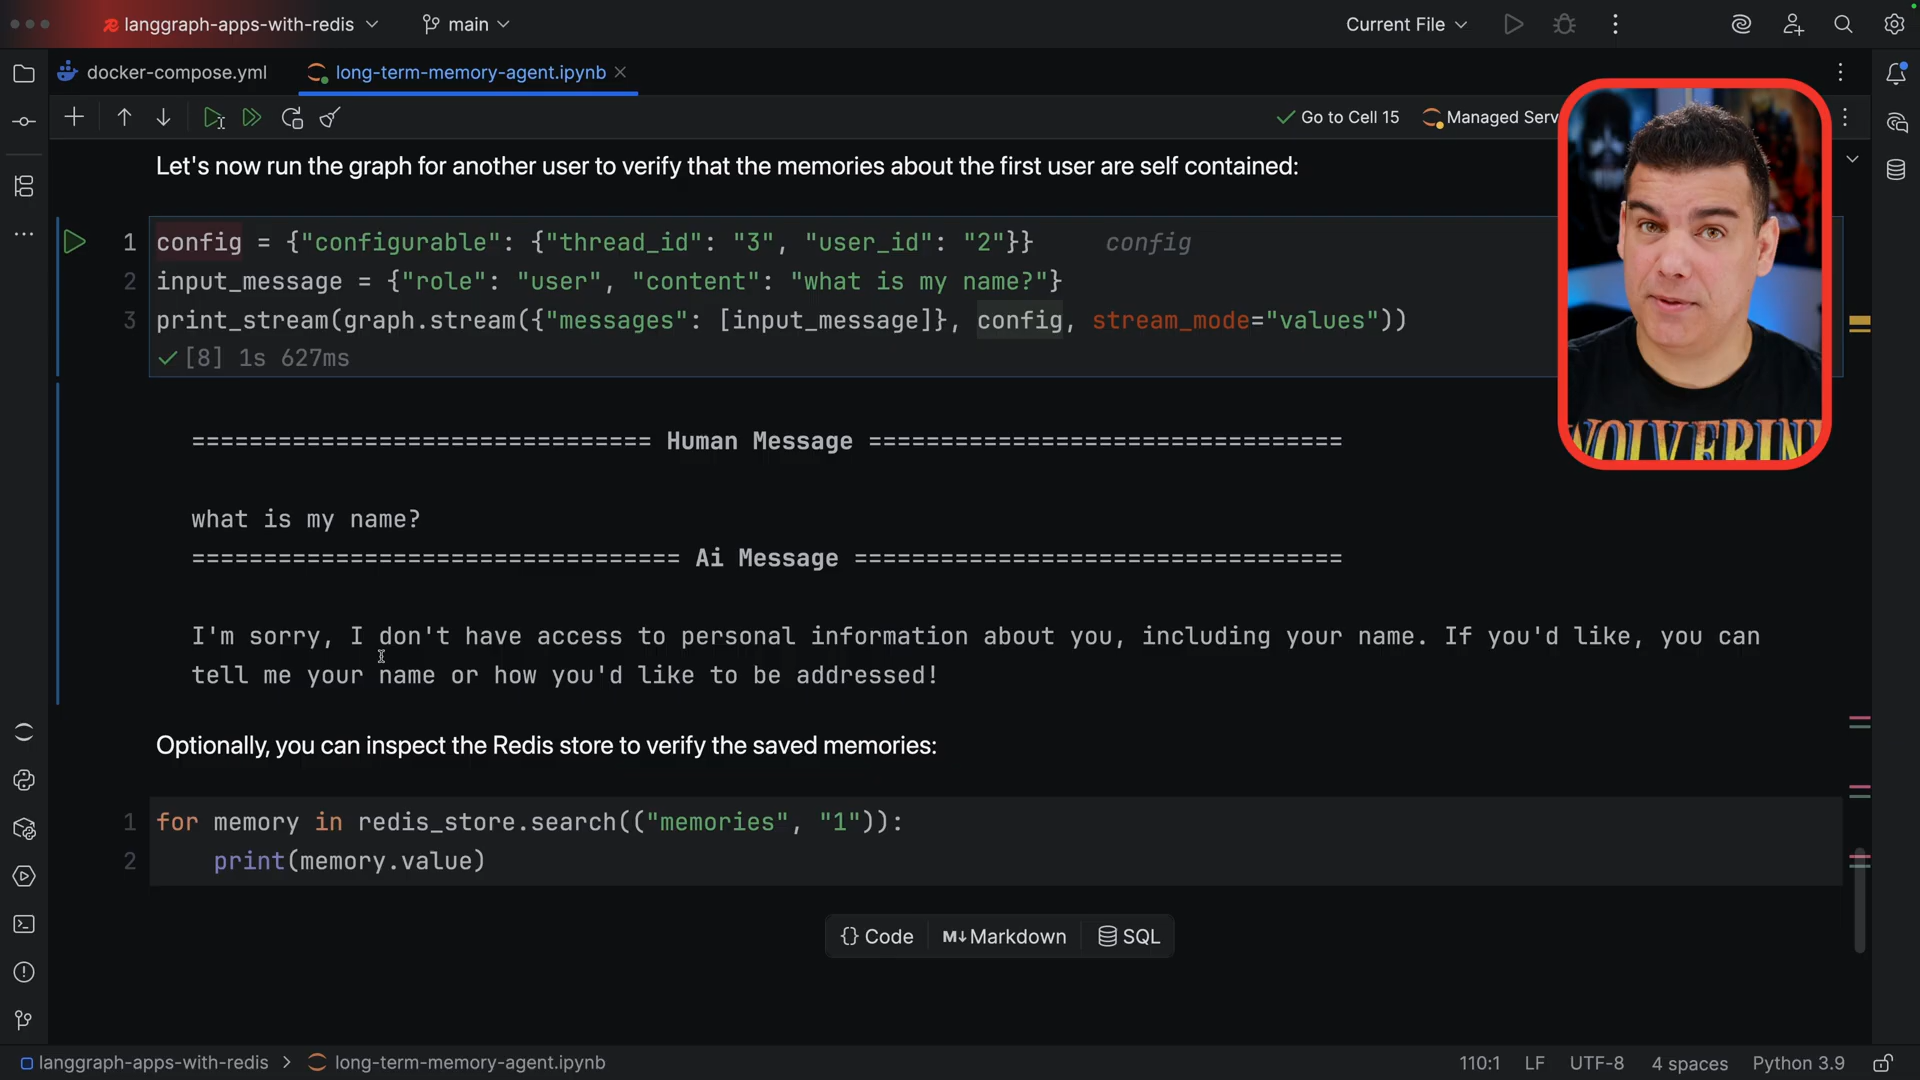 langgraph-apps-with-redis
main
Current File
docker-compose.yml
long-term-memory-agent.ipynb
Go to Cell 15
Managed Serv
Let's now run the graph for another user to verify that the memories about the first user are self contained:
1 config = {"configurable": {"thread_id": "3", "user_id": "2"}} config
2 input_message = {"role": "user", "content": "what is my name?"}
3 print_stream(graph.stream({"messages": [input_message]}, config, stream_mode="values"))
[8] 1s 627ms
================================ Human Message =================================
what is my name?
================================== Ai Message ==================================
I'm sorry, I don't have access to personal information about you, including your name. If you'd like, you can
tell me your name or how you'd like to be addressed!
Optionally, you can inspect the Redis store to verify the saved memories:
1 for memory in redis_store.search(("memories", "1")):
2     print(memory.value)
{} Code
M↓ Markdown
SQL
WOLVERIN
langgraph-apps-with-redis > long-term-memory-agent.ipynb
110:1 LF UTF-8 4 spaces Python 3.9